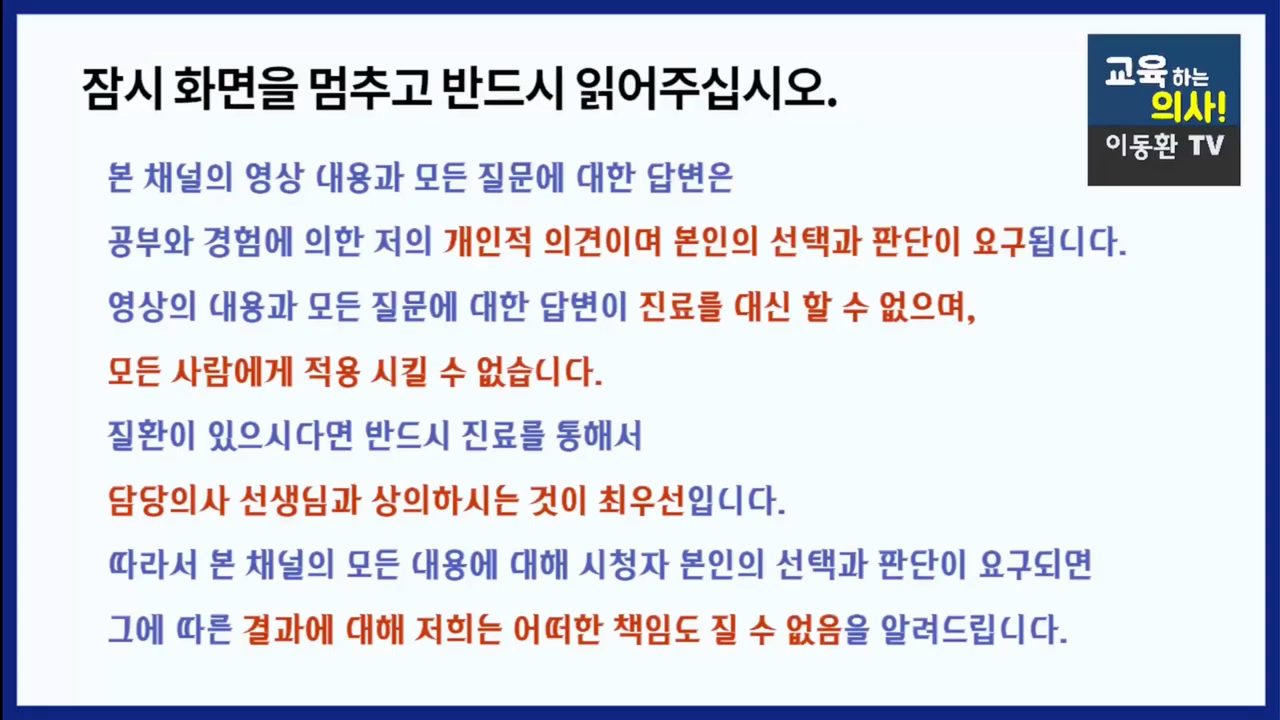 잠시 화면을 멈추고 반드시 읽어주십시오.
교육하는
의사!
이동환 TV
본 채널의 영상 내용과 모든 질문에 대한 답변은
공부와 경험에 의한 저의 개인적 의견이며 본인의 선택과 판단이 요구됩니다.
영상의 내용과 모든 질문에 대한 답변이 진료를 대신 할 수 없으며,
모든 사람에게 적용 시킬 수 없습니다.
질환이 있으시다면 반드시 진료를 통해서
담당의사 선생님과 상의하시는 것이 최우선입니다.
따라서 본 채널의 모든 내용에 대해 시청자 본인의 선택과 판단이 요구되면
그에 따른 결과에 대해 저희는 어떠한 책임도 질 수 없음을 알려드립니다.